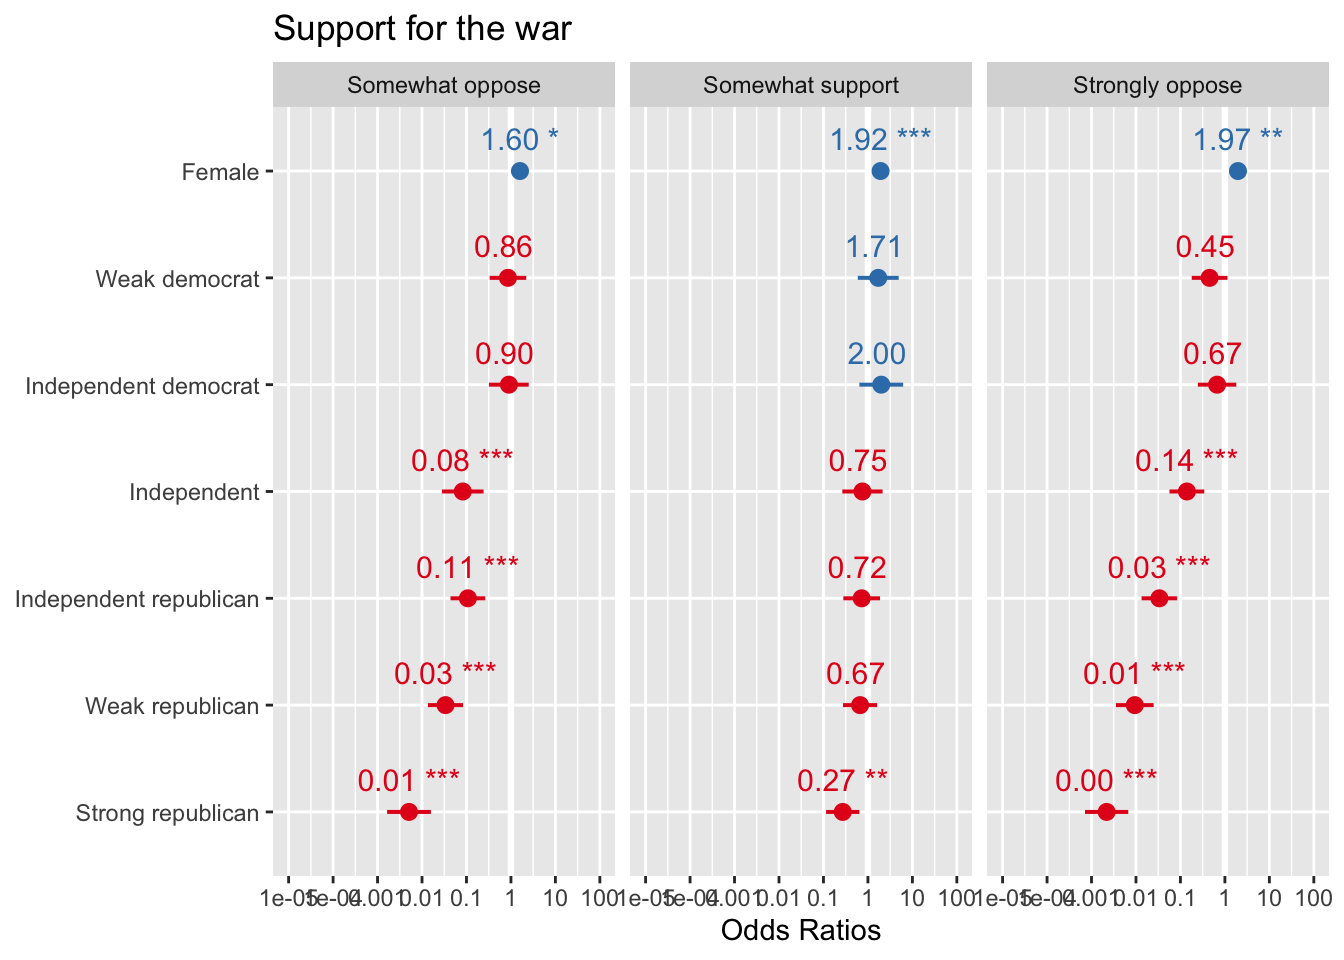 Support for the war
Somewhat oppose
Somewhat support
Strongly oppose
Female
1.60 *
1.92 ***
1.97 **
Weak democrat
0.86
1.71
0.45
Independent democrat
0.90
2.00
0.67
Independent
0.08 ***
0.75
0.14 ***
Independent republican
0.11 ***
0.72
0.03 ***
Weak republican
0.03 ***
0.67
0.01 ***
Strong republican
0.01 ***
0.27 **
0.00 ***
1e-05 1e-04 0.001 0.01 0.1 1 10 100
1e-05 1e-04 0.001 0.01 0.1 1 10 100
1e-05 1e-04 0.001 0.01 0.1 1 10 100
Odds Ratios